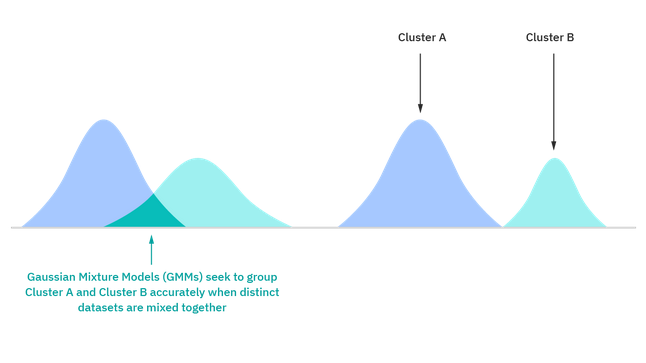 Cluster A
Cluster B
Gaussian Mixture Models (GMMs) seek to group
Cluster A and Cluster B accurately when distinct
datasets are mixed together